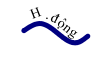 H . động